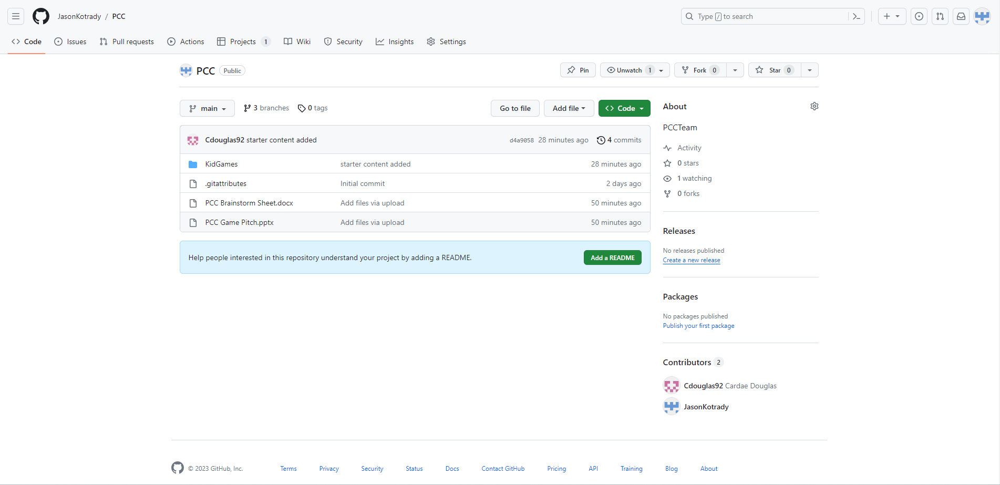 JasonKotrady / PCC
Type / to search
Code Issues Pull requests Actions Projects 1 Wiki Security Insights Settings
PCC Public
Pin Unwatch 1 Fork 0 Star 0
main 3 branches 0 tags Go to file Add file Code
Cdouglas92 starter content added d4a9058 28 minutes ago 4 commits
KidGames starter content added 28 minutes ago
.gitattributes Initial commit 2 days ago
PCC Brainstorm Sheet.docx Add files via upload 50 minutes ago
PCC Game Pitch.pptx Add files via upload 50 minutes ago
Help people interested in this repository understand your project by adding a README. Add a README
About
PCCTeam
Activity
0 stars
1 watching
0 forks
Releases
No releases published
Create a new release
Packages
No packages published
Publish your first package
Contributors 2
Cdouglas92 Cardae Douglas
JasonKotrady
© 2023 GitHub, Inc. Terms Privacy Security Status Docs Contact GitHub Pricing API Training Blog About